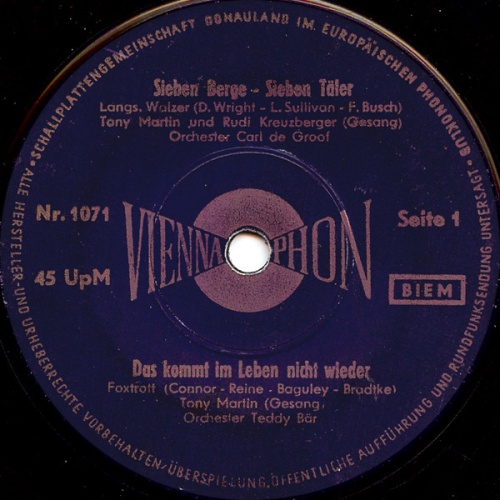 SCHALLPLATTENGEMEINSCHAFT DONAULAND IM. EUROPÄISCHEN PHONOKLUB.
Sieben Berge - Sieben Täler
Langs. Walzer (D. Wright - L. Sullivan - F. Busch)
Tony Martin und Rudi Kreuzberger (Gesang)
Orchester Carl de Groof
Nr. 1071
Seite 1
VIENNAPHON
45 UpM
BIEM
Das kommt im Leben nicht wieder
Foxtrott (Connor - Reine - Baguley - Bradtke)
Tony Martin (Gesang)
Orchester Teddy Bär
ALLE HERSTELLER- UND URHEBERRECHTE VORBEHALTEN/ÜBERSPIELUNG, ÖFFENTLICHE AUFFÜHRUNG UND RUNDFUNKSENDUNG UNTERSAGT